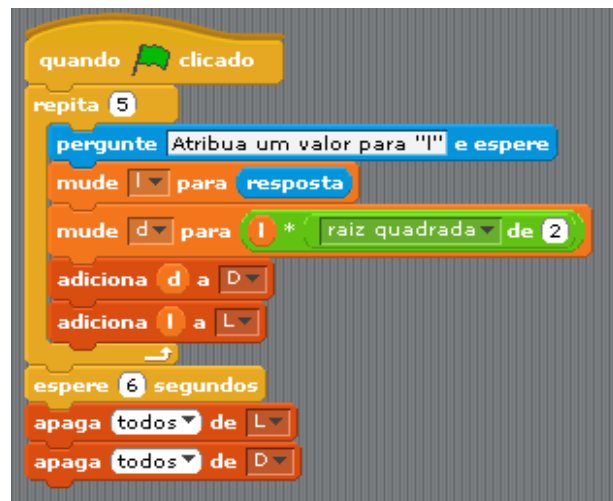 quando clicado
repita 5
pergunte Atribua um valor para "l" e espere
mude l para resposta
mude d para l * raiz quadrada de 2
adiciona d a D
adiciona l a L
espere 6 segundos
apaga todos de L
apaga todos de D